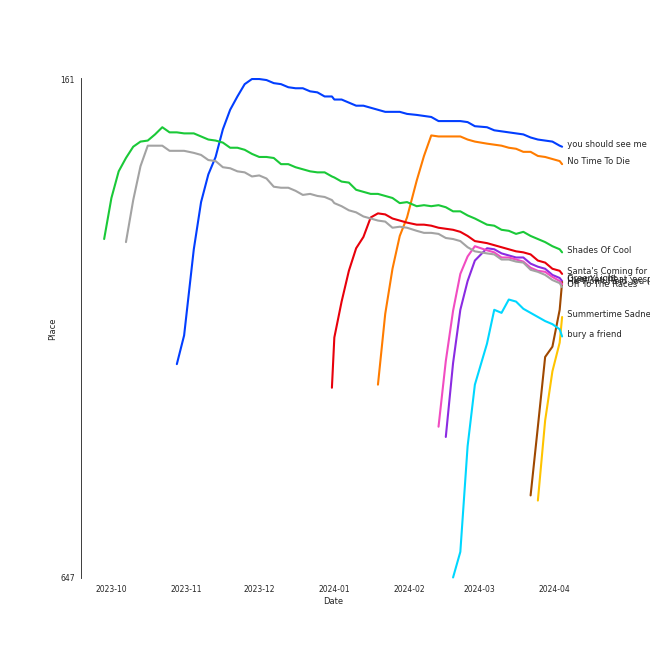 161
you should see me
No Time To Die
Shades Of Cool
Santa's Coming for
Off To The Races
Summertime Sadne
bury a friend
Place
647
2023-10 2023-11 2023-12 2024-01 2024-02 2024-03 2024-04
Date